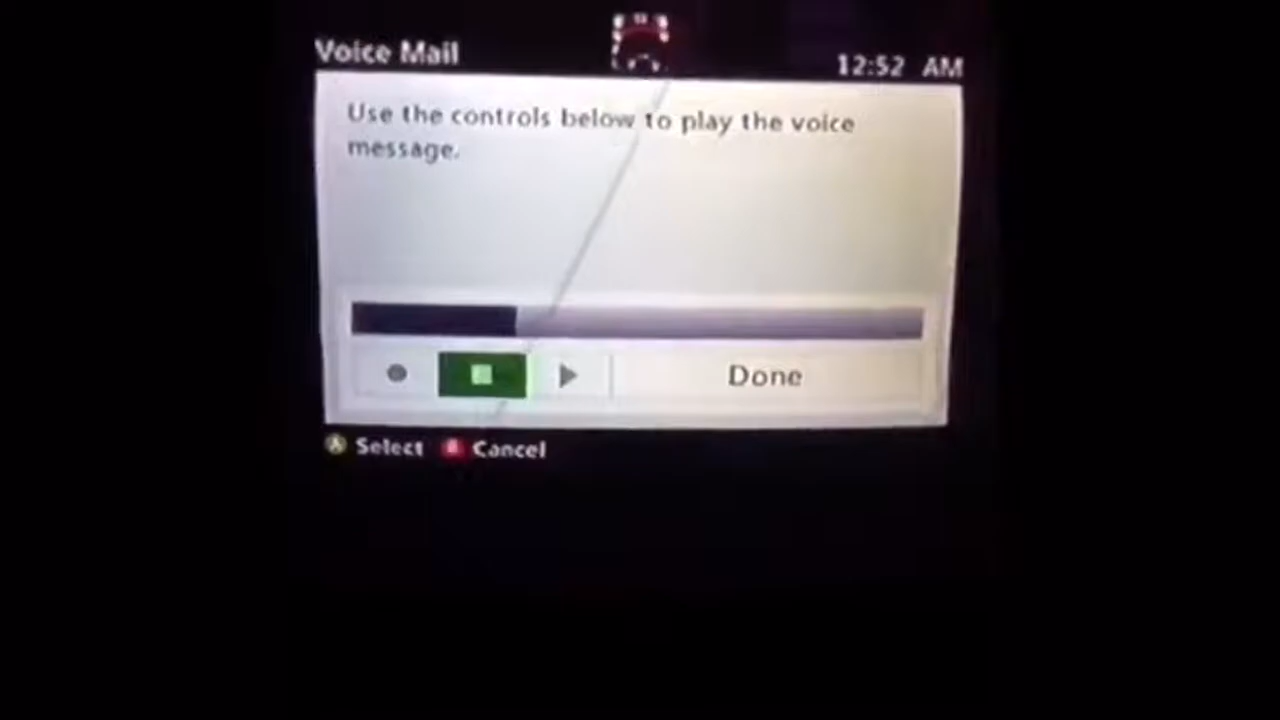 Voice Mail
12:52 AM
Use the controls below to play the voice
message.
Done
A Select B Cancel